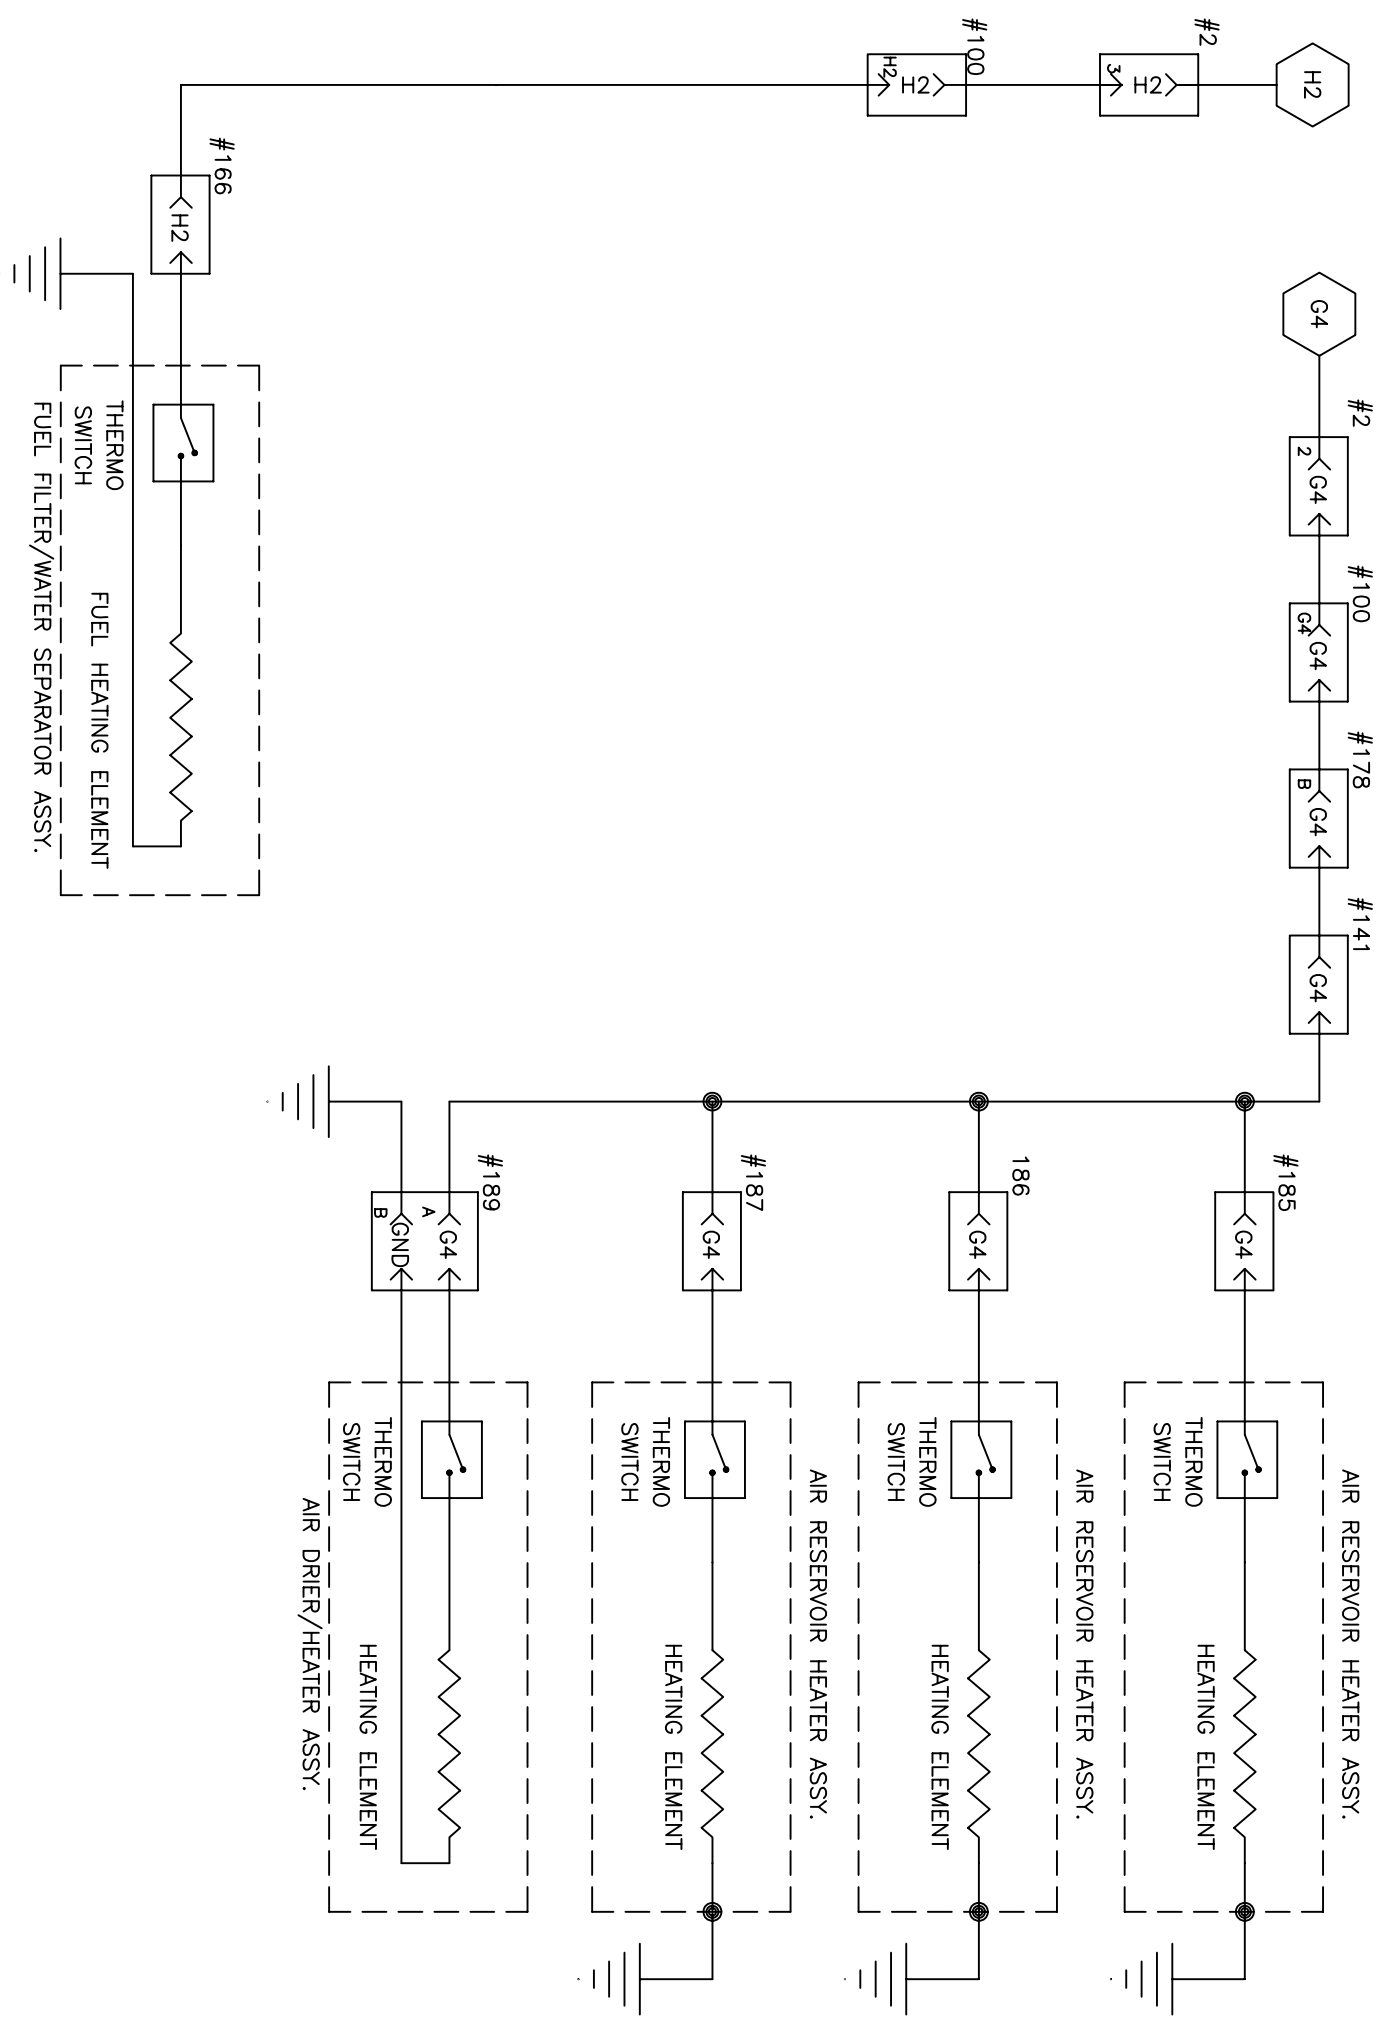 G4
#2
2
G4
#100
G4
G4
#178
B
G4
#141
G4
#185
G4
AIR RESERVOIR HEATER ASSY.
THERMO
SWITCH
HEATING ELEMENT
186
G4
AIR RESERVOIR HEATER ASSY.
THERMO
SWITCH
HEATING ELEMENT
#187
G4
AIR RESERVOIR HEATER ASSY.
THERMO
SWITCH
HEATING ELEMENT
#189
A
G4
B
GND
THERMO
SWITCH
HEATING ELEMENT
AIR DRIER/HEATER ASSY.
H2
#2
3
H2
#100
H2
H2
#166
H2
THERMO
SWITCH
FUEL HEATING ELEMENT
FUEL FILTER/WATER SEPARATOR ASSY.